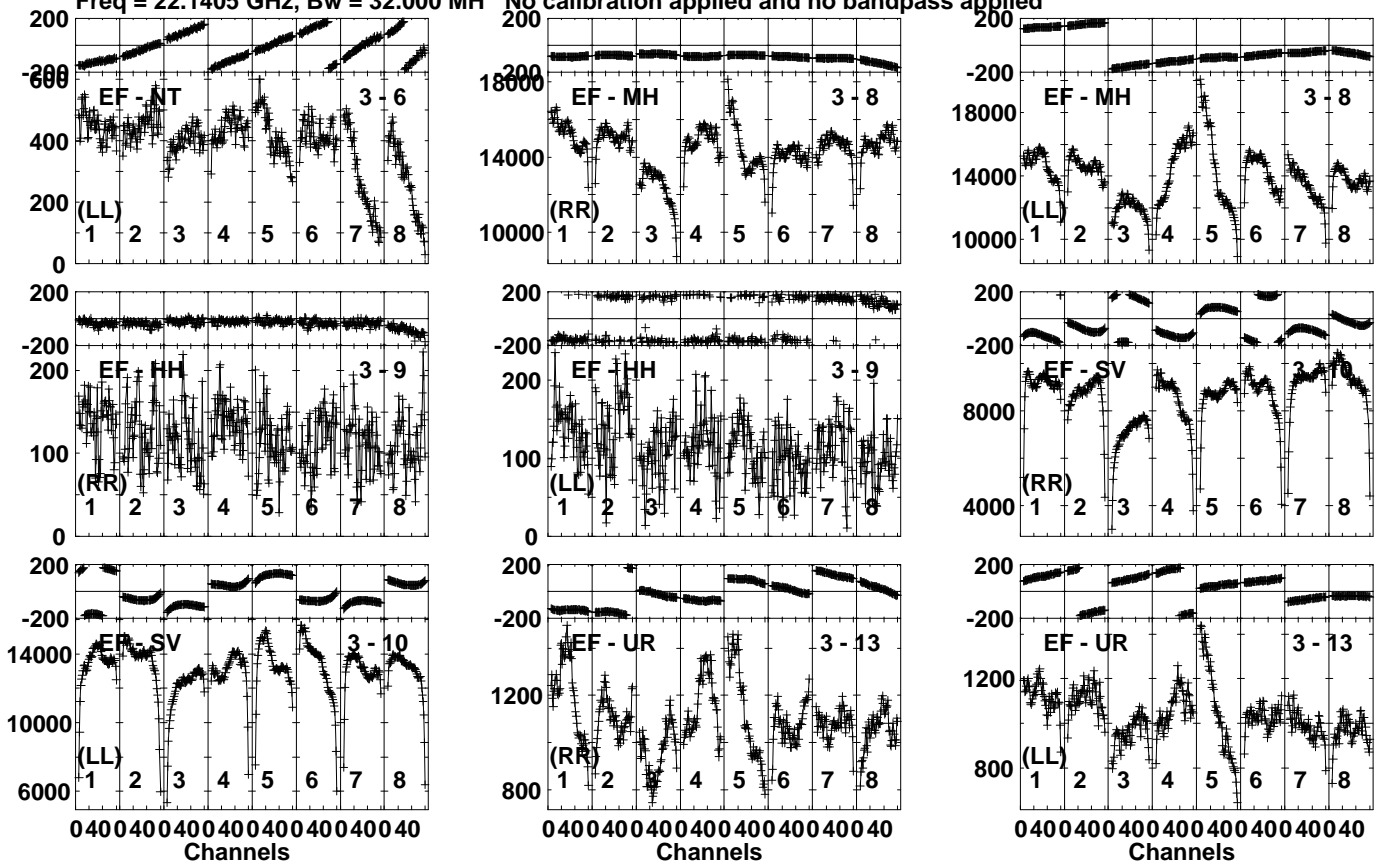 Freq = 22.1405 GHz, Bw = 32.000 MH No calibration applied and no bandpass applied
200
-200
600
400
200
0
EF - NT 3 - 6
(LL)
1 2 3 4 5 6 7 8
200
-200
18000
14000
10000
EF - MH 3 - 8
(RR)
1 2 3 4 5 6 7 8
200
-200
18000
14000
10000
EF - MH 3 - 8
(LL)
1 2 3 4 5 6 7 8
200
-200
200
100
0
EF - HH 3 - 9
(RR)
1 2 3 4 5 6 7 8
200
-200
200
100
0
EF - HH 3 - 9
(LL)
1 2 3 4 5 6 7 8
200
-200
8000
4000
EF - SV 3 - 10
(RR)
1 2 3 4 5 6 7 8
200
-200
14000
10000
6000
EF - SV 3 - 10
(LL)
1 2 3 4 5 6 7 8
0 40 0 40 0 40 0 40 0 40 0 40 0 40 0 40
Channels
200
-200
1200
800
EF - UR 3 - 13
(RR)
1 2 3 4 5 6 7 8
0 40 0 40 0 40 0 40 0 40 0 40 0 40 0 40
Channels
200
-200
1200
800
EF - UR 3 - 13
(LL)
1 2 3 4 5 6 7 8
0 40 0 40 0 40 0 40 0 40 0 40 0 40 0 40
Channels